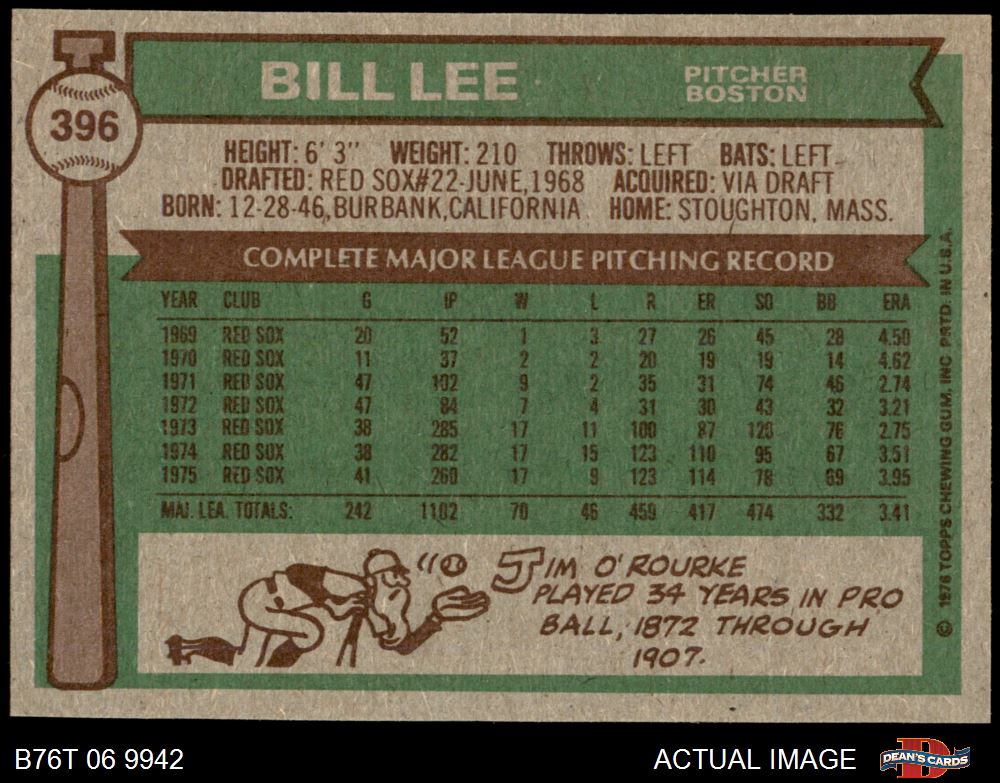 BILL LEE
PITCHER
BOSTON
396
HEIGHT: 6' 3" WEIGHT: 210 THROWS: LEFT BATS: LEFT
DRAFTED: RED SOX#22-JUNE,1968 ACQUIRED: VIA DRAFT
BORN: 12-28-46,BURBANK,CALIFORNIA HOME: STOUGHTON, MASS.
COMPLETE MAJOR LEAGUE PITCHING RECORD
YEAR CLUB G IP W L R ER SO BB ERA
1969 RED SOX 20 52 1 3 27 26 45 28 4.50
1970 RED SOX 11 37 2 2 20 19 19 14 4.62
1971 RED SOX 47 102 9 2 35 31 74 46 2.74
1972 RED SOX 47 84 7 4 31 30 43 32 3.21
1973 RED SOX 38 285 17 11 100 87 120 76 2.75
1974 RED SOX 38 282 17 15 123 110 95 67 3.51
1975 RED SOX 41 260 17 9 123 114 78 69 3.95
MAJ. LEA. TOTALS: 242 1102 70 46 459 417 474 332 3.41
JIM O'ROURKE
PLAYED 34 YEARS IN PRO
BALL, 1872 THROUGH
1907.
© 1976 TOPPS CHEWING GUM, INC PRTD. IN U.S.A.
B76T 06 9942
ACTUAL IMAGE
DEAN'S CARDS